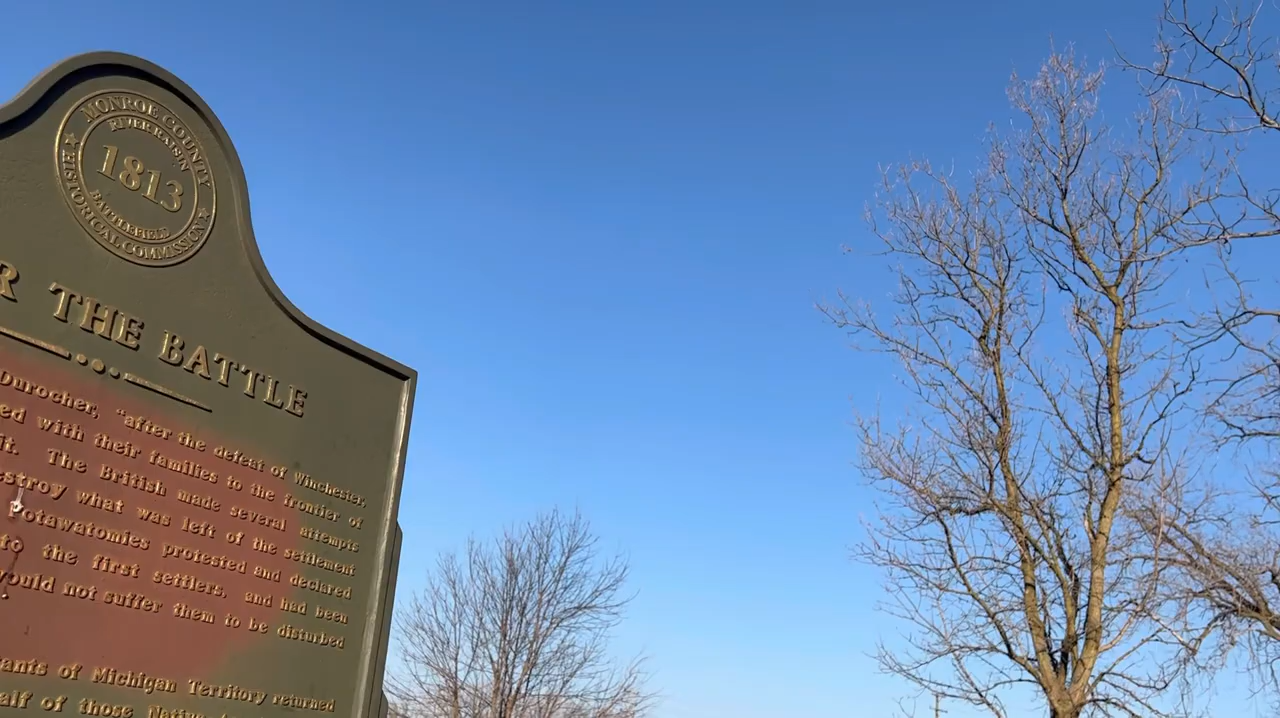 MONROE COUNTY
RIVER RAISIN
1813
BATTLEFIELD
HISTORICAL COMMISSION
R THE BATTLE
Durocher, "after the defeat of Winchester,
ed with their families to the frontier of
it. The British made several attempts
estroy what was left of the settlement
Potawatomies protested and declared
to the first settlers, and had been
would not suffer them to be disturbed
ants of Michigan Territory returned
alf of those Native